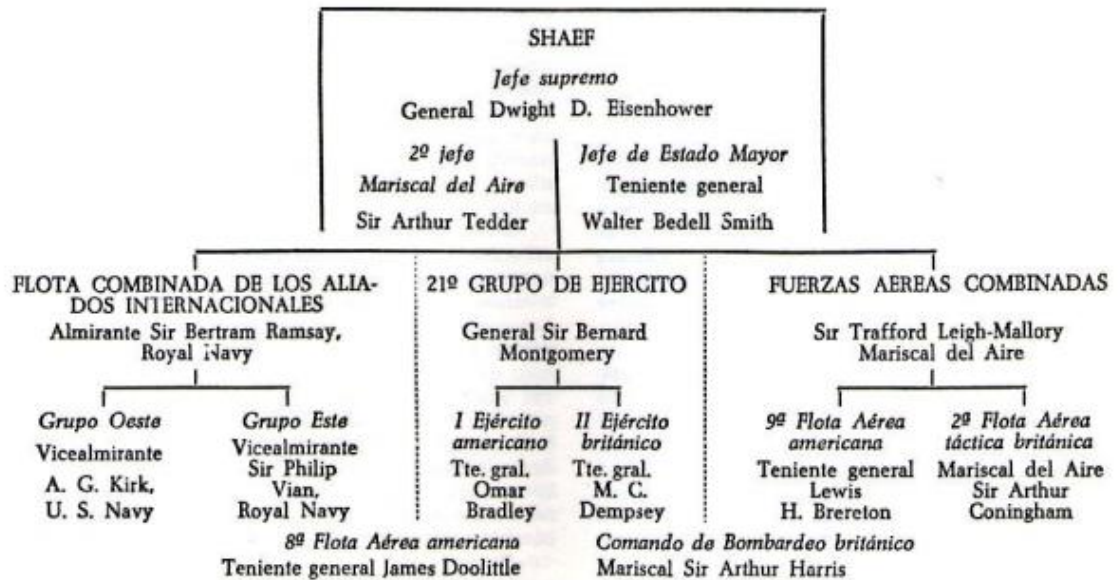 SHAEF
Jefe supremo
General Dwight D. Eisenhower
2º jefe
Mariscal del Aire
Sir Arthur Tedder
Jefe de Estado Mayor
Teniente general
Walter Bedell Smith
FLOTA COMBINADA DE LOS ALIA-
DOS INTERNACIONALES
Almirante Sir Bertram Ramsay,
Royal Navy
Grupo Oeste
Vicealmirante
A. G. Kirk,
U. S. Navy
Grupo Este
Vicealmirante
Sir Philip
Vian,
Royal Navy
21º GRUPO DE EJERCITO
General Sir Bernard
Montgomery
I Ejército
americano
Tte. gral.
Omar
Bradley
II Ejército
británico
Tte. gral.
M. C.
Dempsey
FUERZAS AEREAS COMBINADAS
Sir Trafford Leigh-Mallory
Mariscal del Aire
9ª Flota Aérea
americana
Teniente general
Lewis
H. Brereton
2ª Flota Aérea
táctica británica
Mariscal del Aire
Sir Arthur
Coningham
8ª Flota Aérea americana
Teniente general James Doolittle
Comando de Bombardeo británico
Mariscal Sir Arthur Harris